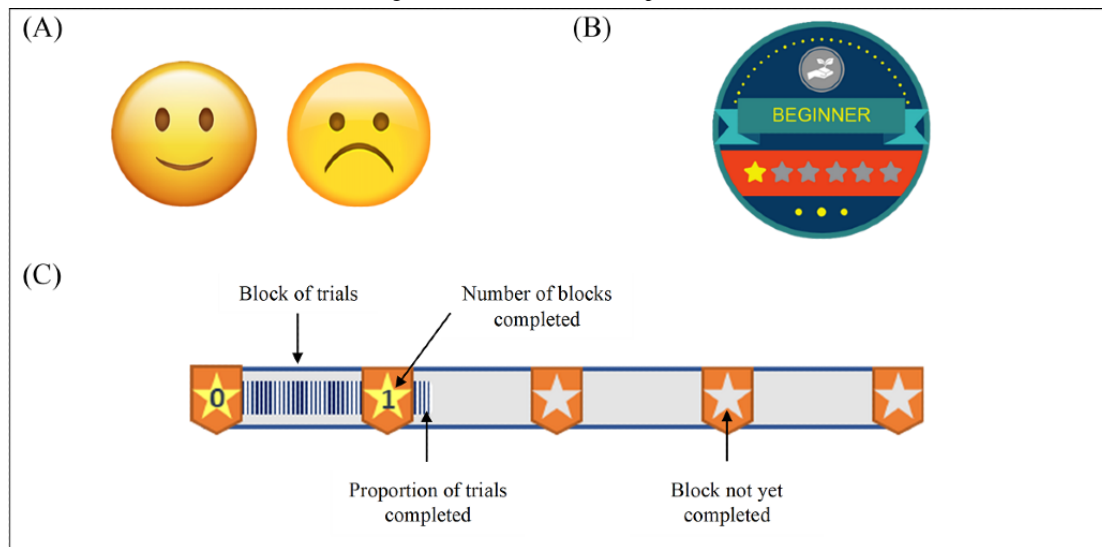 (A)
(B)
BEGINNER
(C)
Block of trials
Number of blocks
completed
0
1
Proportion of trials
completed
Block not yet
completed